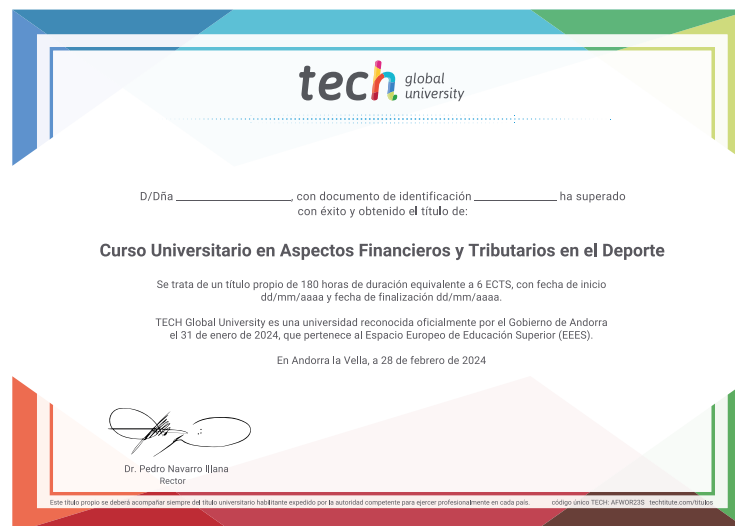 tech global
university
D/Dña ____________________, con documento de identificación ______________ ha superado
con éxito y obtenido el título de:
Curso Universitario en Aspectos Financieros y Tributarios en el Deporte
Se trata de un título propio de 180 horas de duración equivalente a 6 ECTS, con fecha de inicio
dd/mm/aaaa y fecha de finalización dd/mm/aaaa.
TECH Global University es una universidad reconocida oficialmente por el Gobierno de Andorra
el 31 de enero de 2024, que pertenece al Espacio Europeo de Educación Superior (EEES).
En Andorra la Vella, a 28 de febrero de 2024
Dr. Pedro Navarro Illana
Rector
Este título propio se deberá acompañar siempre del título universitario habilitante expedido por la autoridad competente para ejercer profesionalmente en cada país. código único TECH: AFWOR23S techtitute.com/títulos